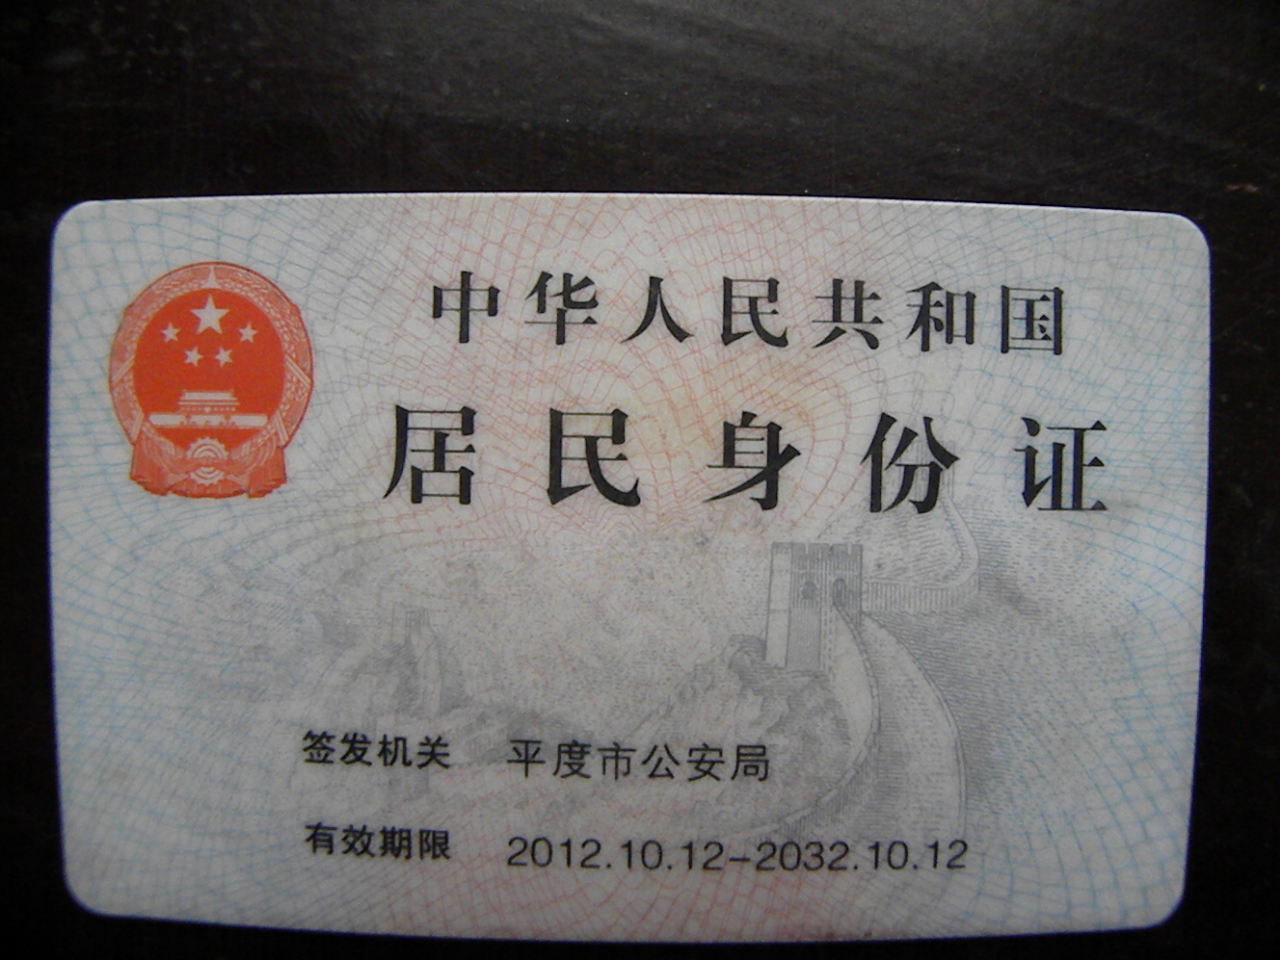 中华人民共和国
居民身份证
签发机关 平度市公安局
有效期限 2012.10.12-2032.10.12